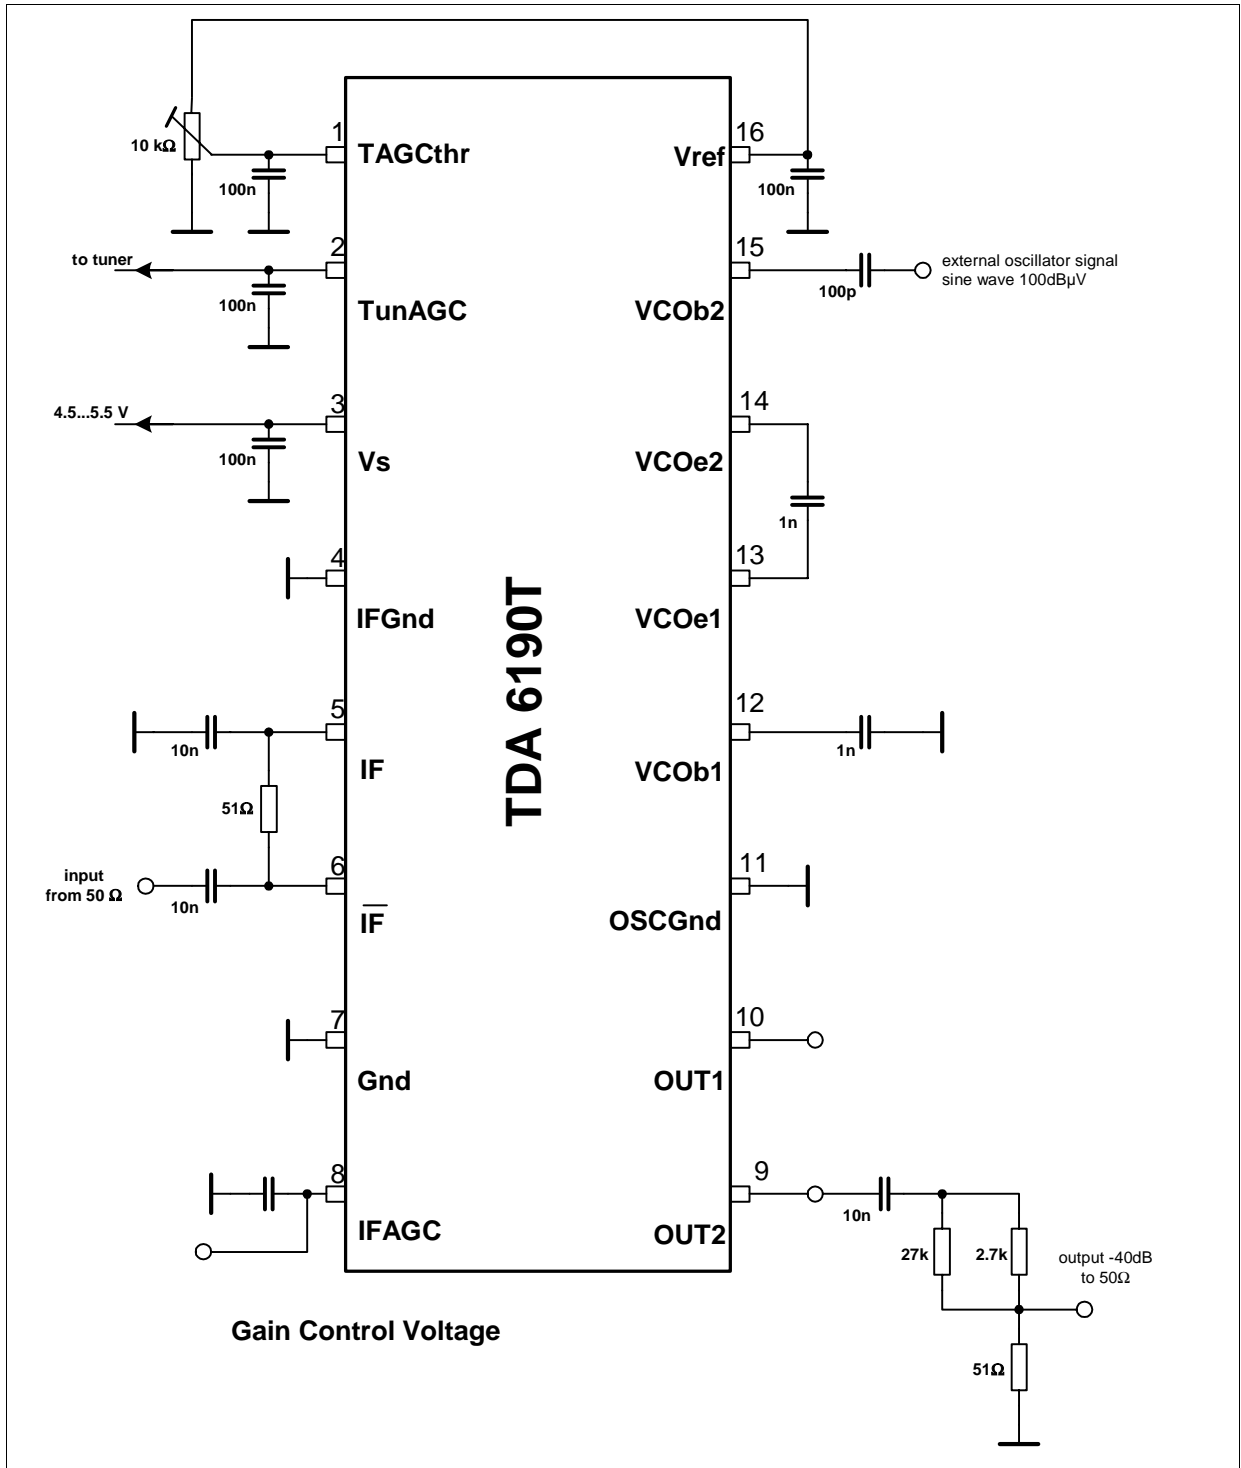 1
16
10 kΩ
TAGCthr
Vref
100n
100n
2
15
to tuner
external oscillator signal
sine wave 100dBµV
100n
100p
TunAGC
VCOb2
4.5...5.5 V
3
14
100n
Vs
VCOe2
1n
4
13
IFGnd
VCOe1
TDA 6190T
5
12
10n
1n
IF
VCOb1
51Ω
6
11
input
from 50 Ω
10n
IF
OSCGnd
7
10
Gnd
OUT1
8
9
10n
IFAGC
OUT2
27k
2.7k
output -40dB
to 50Ω
Gain Control Voltage
51Ω